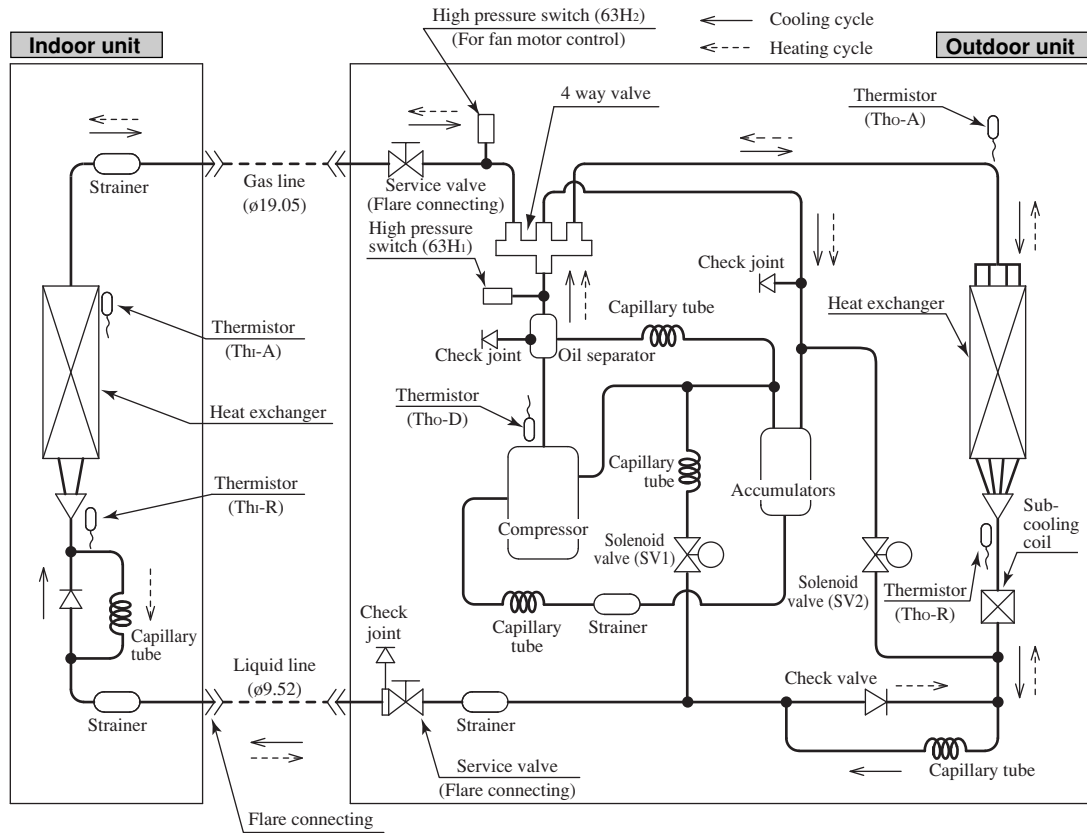 High pressure switch (63H2)
(For fan motor control)
Cooling cycle
Heating cycle
Indoor unit
Outdoor unit
4 way valve
Thermistor
(Tho-A)
Strainer
Gas line
(ø19.05)
Service valve
(Flare connecting)
High pressure
switch (63H1)
Check joint
Capillary tube
Heat exchanger
Thermistor
(ThI-A)
Check joint
Oil separator
Heat exchanger
Thermistor
(Tho-D)
Capillary
tube
Accumulators
Thermistor
(ThI-R)
Compressor
Sub-
cooling
coil
Solenoid
valve (SV1)
Solenoid
valve (SV2)
Thermistor
(Tho-R)
Capillary
tube
Check
joint
Capillary
tube
Strainer
Liquid line
(ø9.52)
Check valve
Strainer
Strainer
Service valve
(Flare connecting)
Capillary tube
Flare connecting